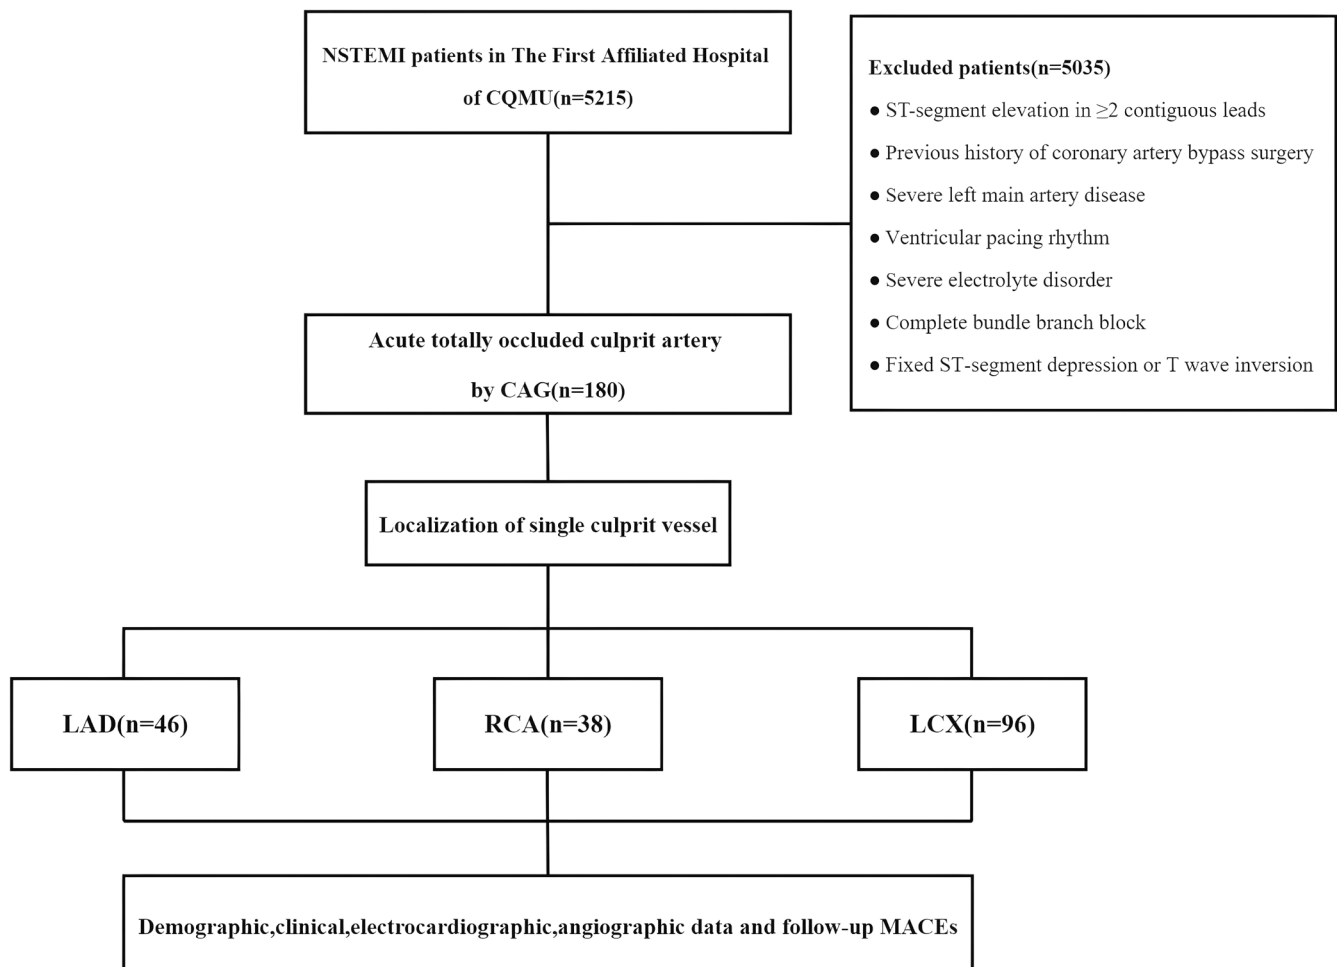 NSTEMI patients in The First Affiliated Hospital
of CQMU(n=5215)
Excluded patients(n=5035)
● ST-segment elevation in ≥2 contiguous leads
● Previous history of coronary artery bypass surgery
● Severe left main artery disease
● Ventricular pacing rhythm
● Severe electrolyte disorder
● Complete bundle branch block
● Fixed ST-segment depression or T wave inversion
Acute totally occluded culprit artery
by CAG(n=180)
Localization of single culprit vessel
LAD(n=46)
RCA(n=38)
LCX(n=96)
Demographic,clinical,electrocardiographic,angiographic data and follow-up MACEs